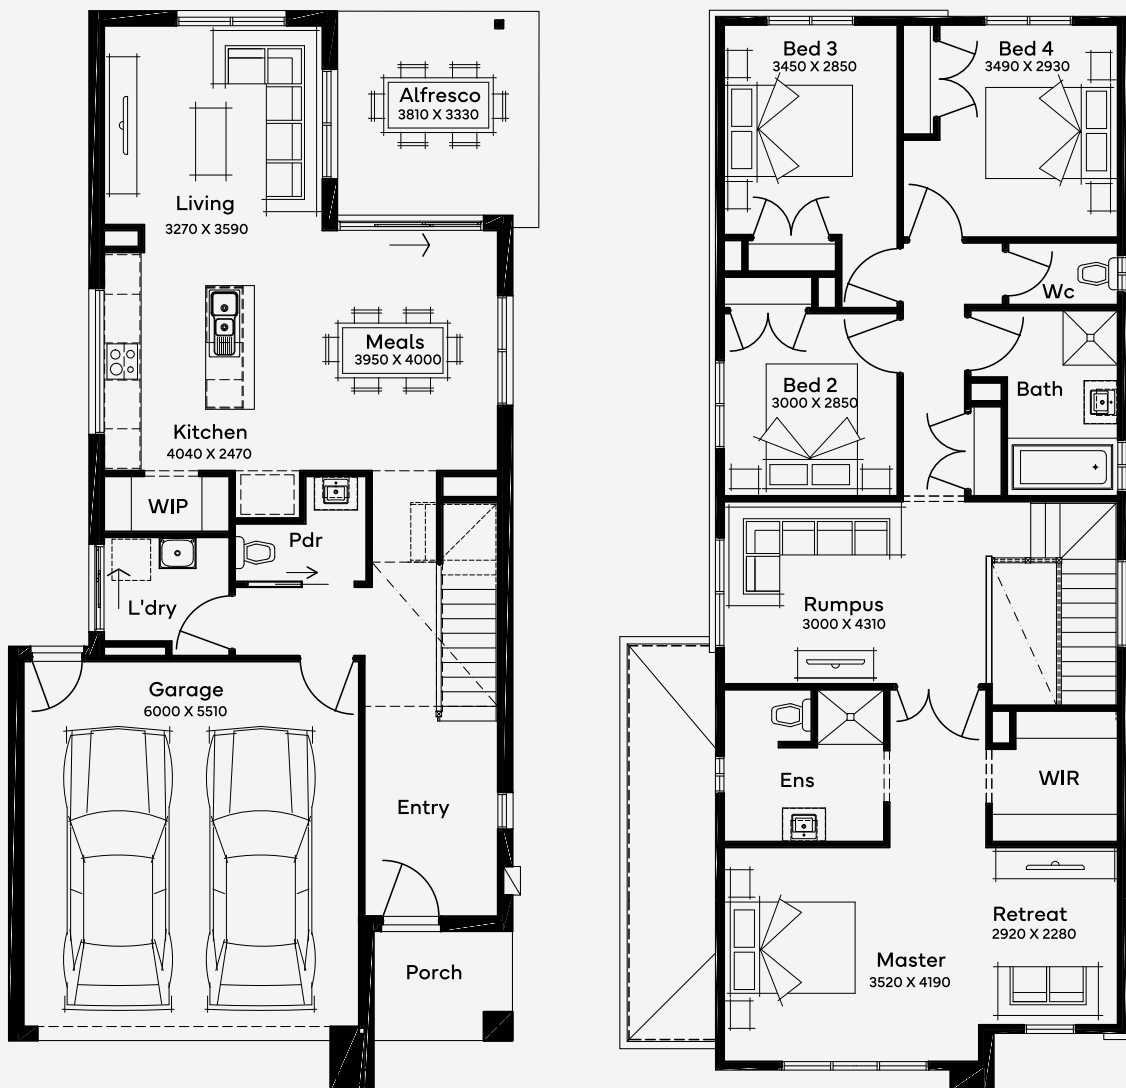 Alfresco
3810 X 3330
Living
3270 X 3590
Meals
3950 X 4000
Kitchen
4040 X 2470
WIP
Pdr
L'dry
Garage
6000 X 5510
Entry
Porch
Bed 3
3450 X 2850
Bed 4
3490 X 2930
Wc
Bed 2
3000 X 2850
Bath
Rumpus
3000 X 4310
Ens
WIR
Retreat
2920 X 2280
Master
3520 X 4190